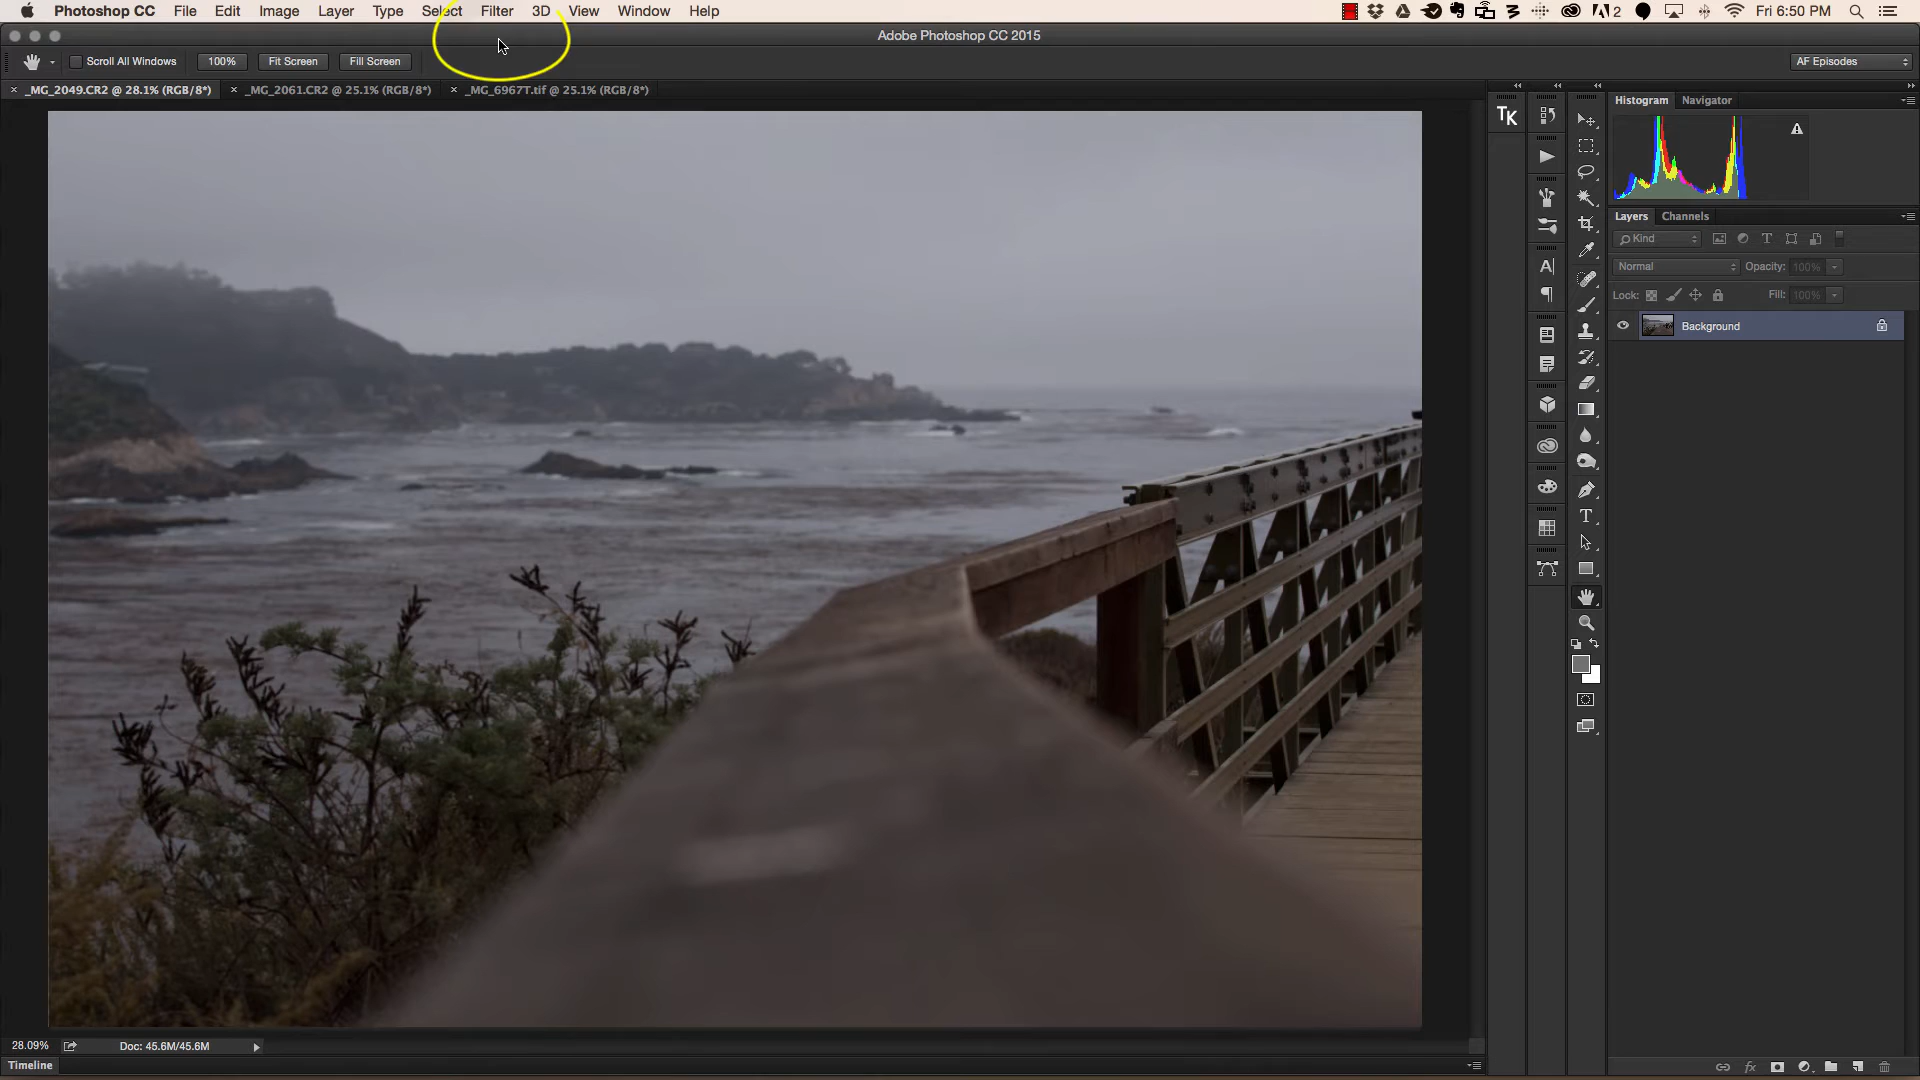 Photoshop CC File Edit Image Layer Type Select Filter 3D View Window Help 2 Fri 6:50 PM
Adobe Photoshop CC 2015
Scroll All Windows 100% Fit Screen Fill Screen AF Episodes
_MG_2049.CR2 @ 28.1% (RGB/8*) _MG_2061.CR2 @ 25.1% (RGB/8*) _MG_6967T.tif @ 25.1% (RGB/8*)
Histogram Navigator
TK
Layers Channels
Kind
Normal Opacity: 100%
Lock: Fill: 100%
Background
28.09% Doc: 45.6M/45.6M
Timeline
fx